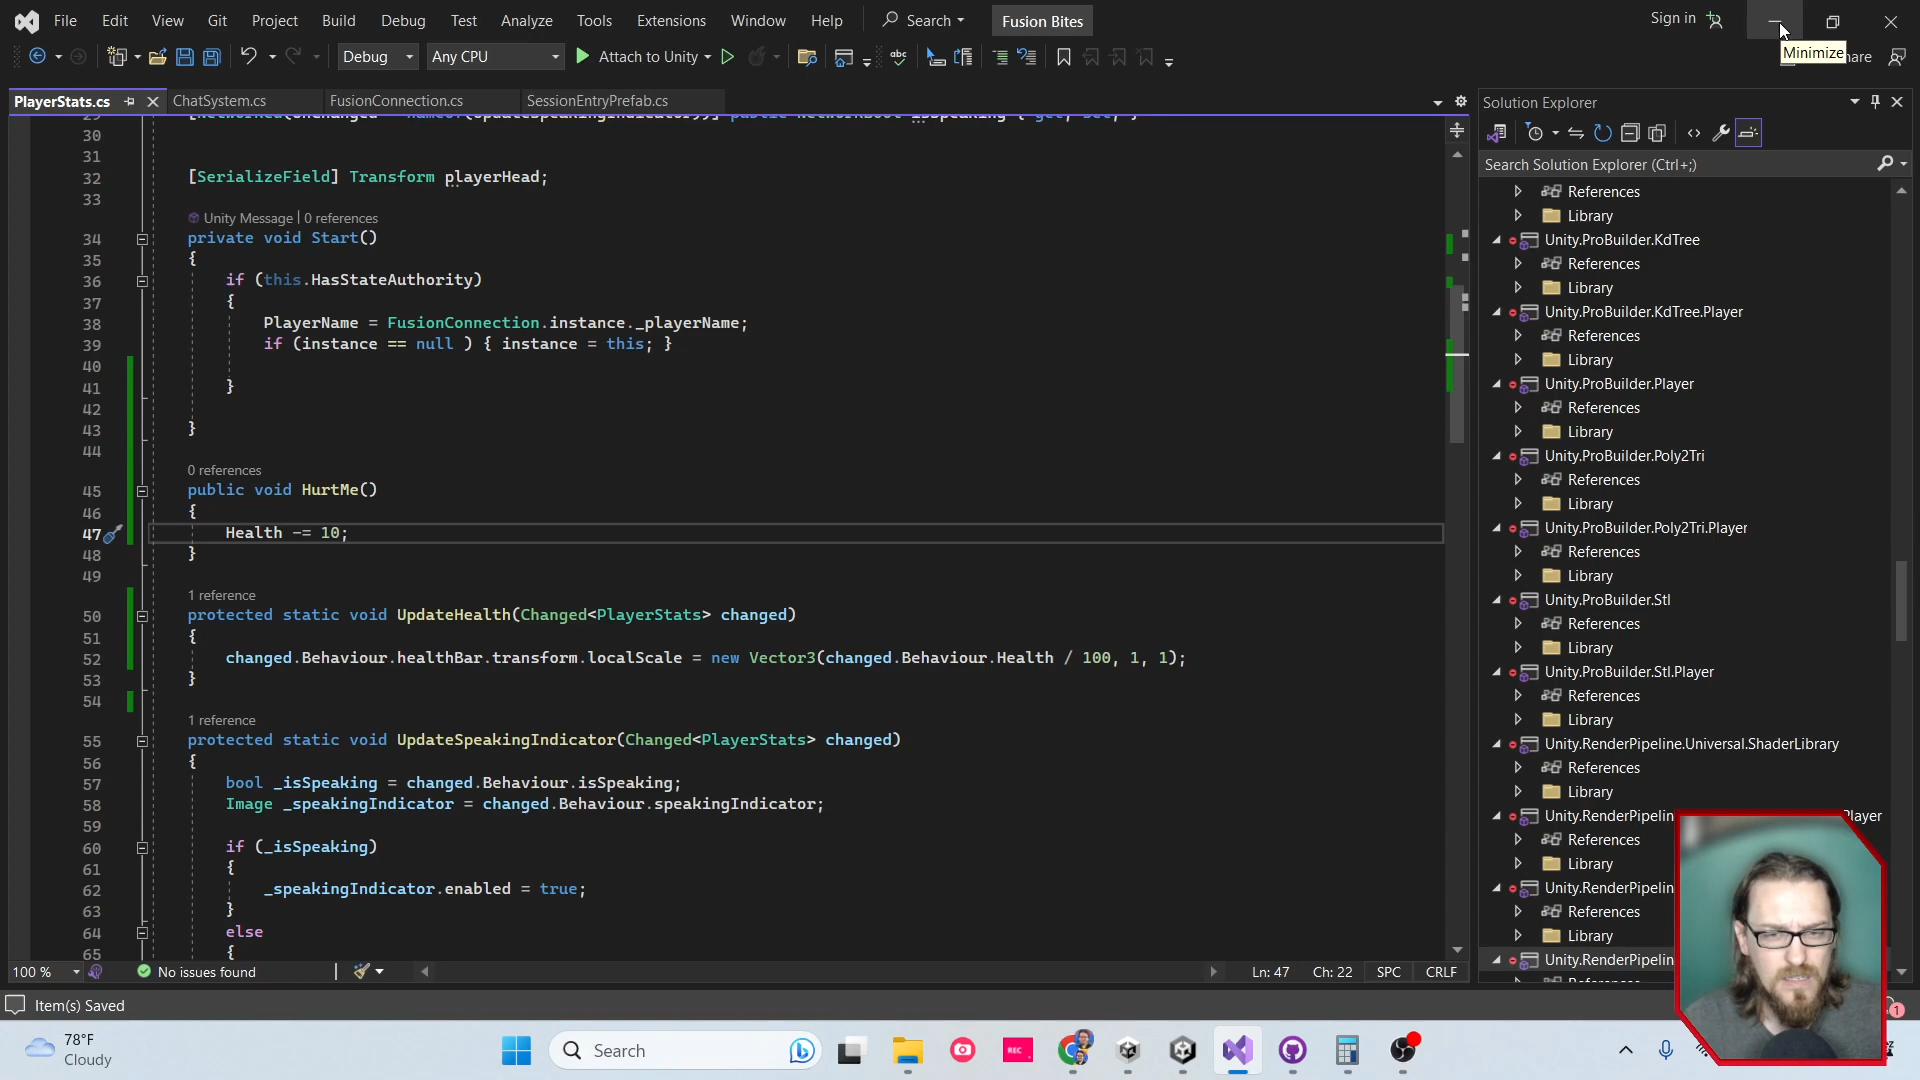 File Edit View Git Project Build Debug Test Analyze Tools Extensions Window Help Search Fusion Bites Sign in
Debug Any CPU Attach to Unity Minimize
PlayerStats.cs ChatSystem.cs FusionConnection.cs SessionEntryPrefab.cs
30
31
32 [SerializeField] Transform playerHead;
33
Unity Message | 0 references
34 private void Start()
35 {
36 if (this.HasStateAuthority)
37 {
38 PlayerName = FusionConnection.instance._playerName;
39 if (instance == null ) { instance = this; }
40
41 }
42
43 }
44
0 references
45 public void HurtMe()
46 {
47 Health -= 10;
48 }
49
1 reference
50 protected static void UpdateHealth(Changed<PlayerStats> changed)
51 {
52 changed.Behaviour.healthBar.transform.localScale = new Vector3(changed.Behaviour.Health / 100, 1, 1);
53 }
54
1 reference
55 protected static void UpdateSpeakingIndicator(Changed<PlayerStats> changed)
56 {
57 bool _isSpeaking = changed.Behaviour.isSpeaking;
58 Image _speakingIndicator = changed.Behaviour.speakingIndicator;
59
60 if (_isSpeaking)
61 {
62 _speakingIndicator.enabled = true;
63 }
64 else
65 {
100 % No issues found Ln: 47 Ch: 22 SPC CRLF
Solution Explorer
Search Solution Explorer (Ctrl+;)
References
Library
Unity.ProBuilder.KdTree
References
Library
Unity.ProBuilder.KdTree.Player
References
Library
Unity.ProBuilder.Player
References
Library
Unity.ProBuilder.Poly2Tri
References
Library
Unity.ProBuilder.Poly2Tri.Player
References
Library
Unity.ProBuilder.Stl
References
Library
Unity.ProBuilder.Stl.Player
References
Library
Unity.RenderPipeline.Universal.ShaderLibrary
References
Library
References
Library
References
Library
Item(s) Saved
78°F
Cloudy
Search
REC
1